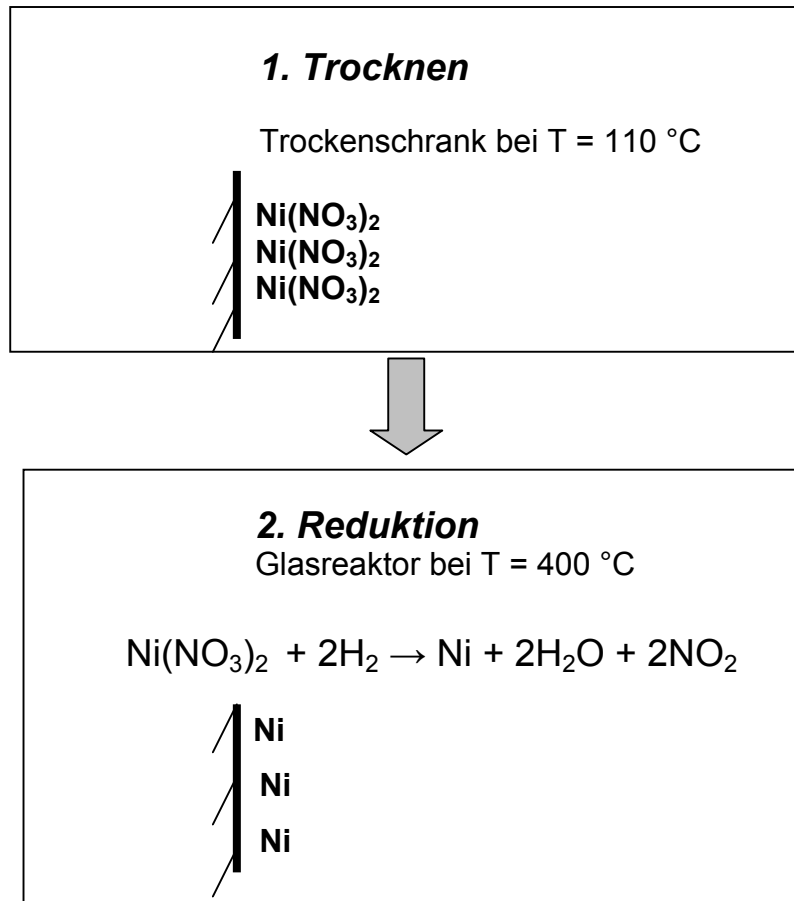 1. Trocknen
Trockenschrank bei T = 110 °C
Ni(NO₃)₂
Ni(NO₃)₂
Ni(NO₃)₂
2. Reduktion
Glasreaktor bei T = 400 °C
Ni(NO₃)₂ + 2H₂ → Ni + 2H₂O + 2NO₂
Ni
Ni
Ni